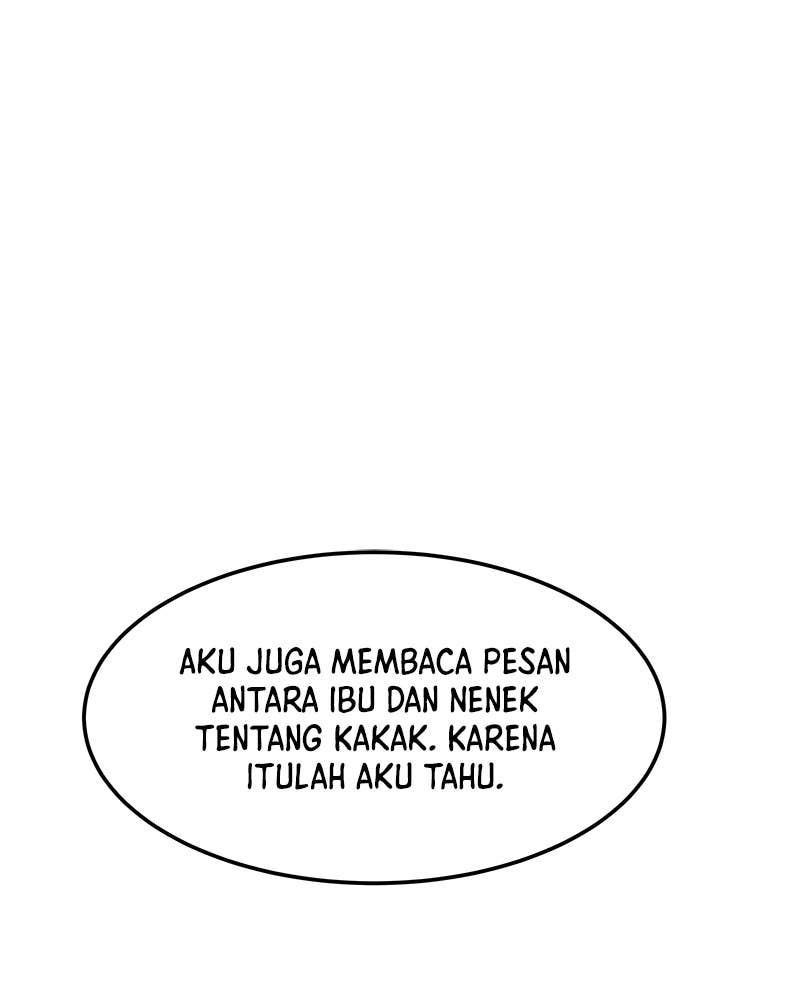 AKU JUGA MEMBACA PESAN
ANTARA IBU DAN NENEK
TENTANG KAKAK. KARENA
ITULAH AKU TAHU.